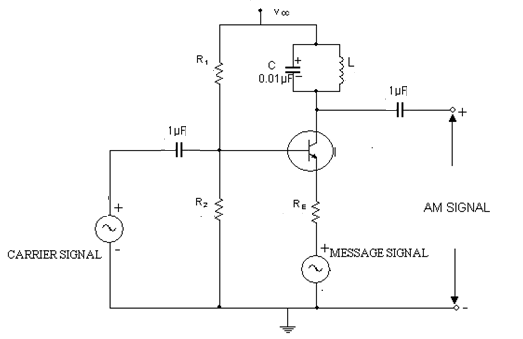 Vcc
R1
C
0.01µF
+
-
L
1µF
1µF
+
R2
RE
AM SIGNAL
+
CARRIER SIGNAL
-
+
MESSAGE SIGNAL
-